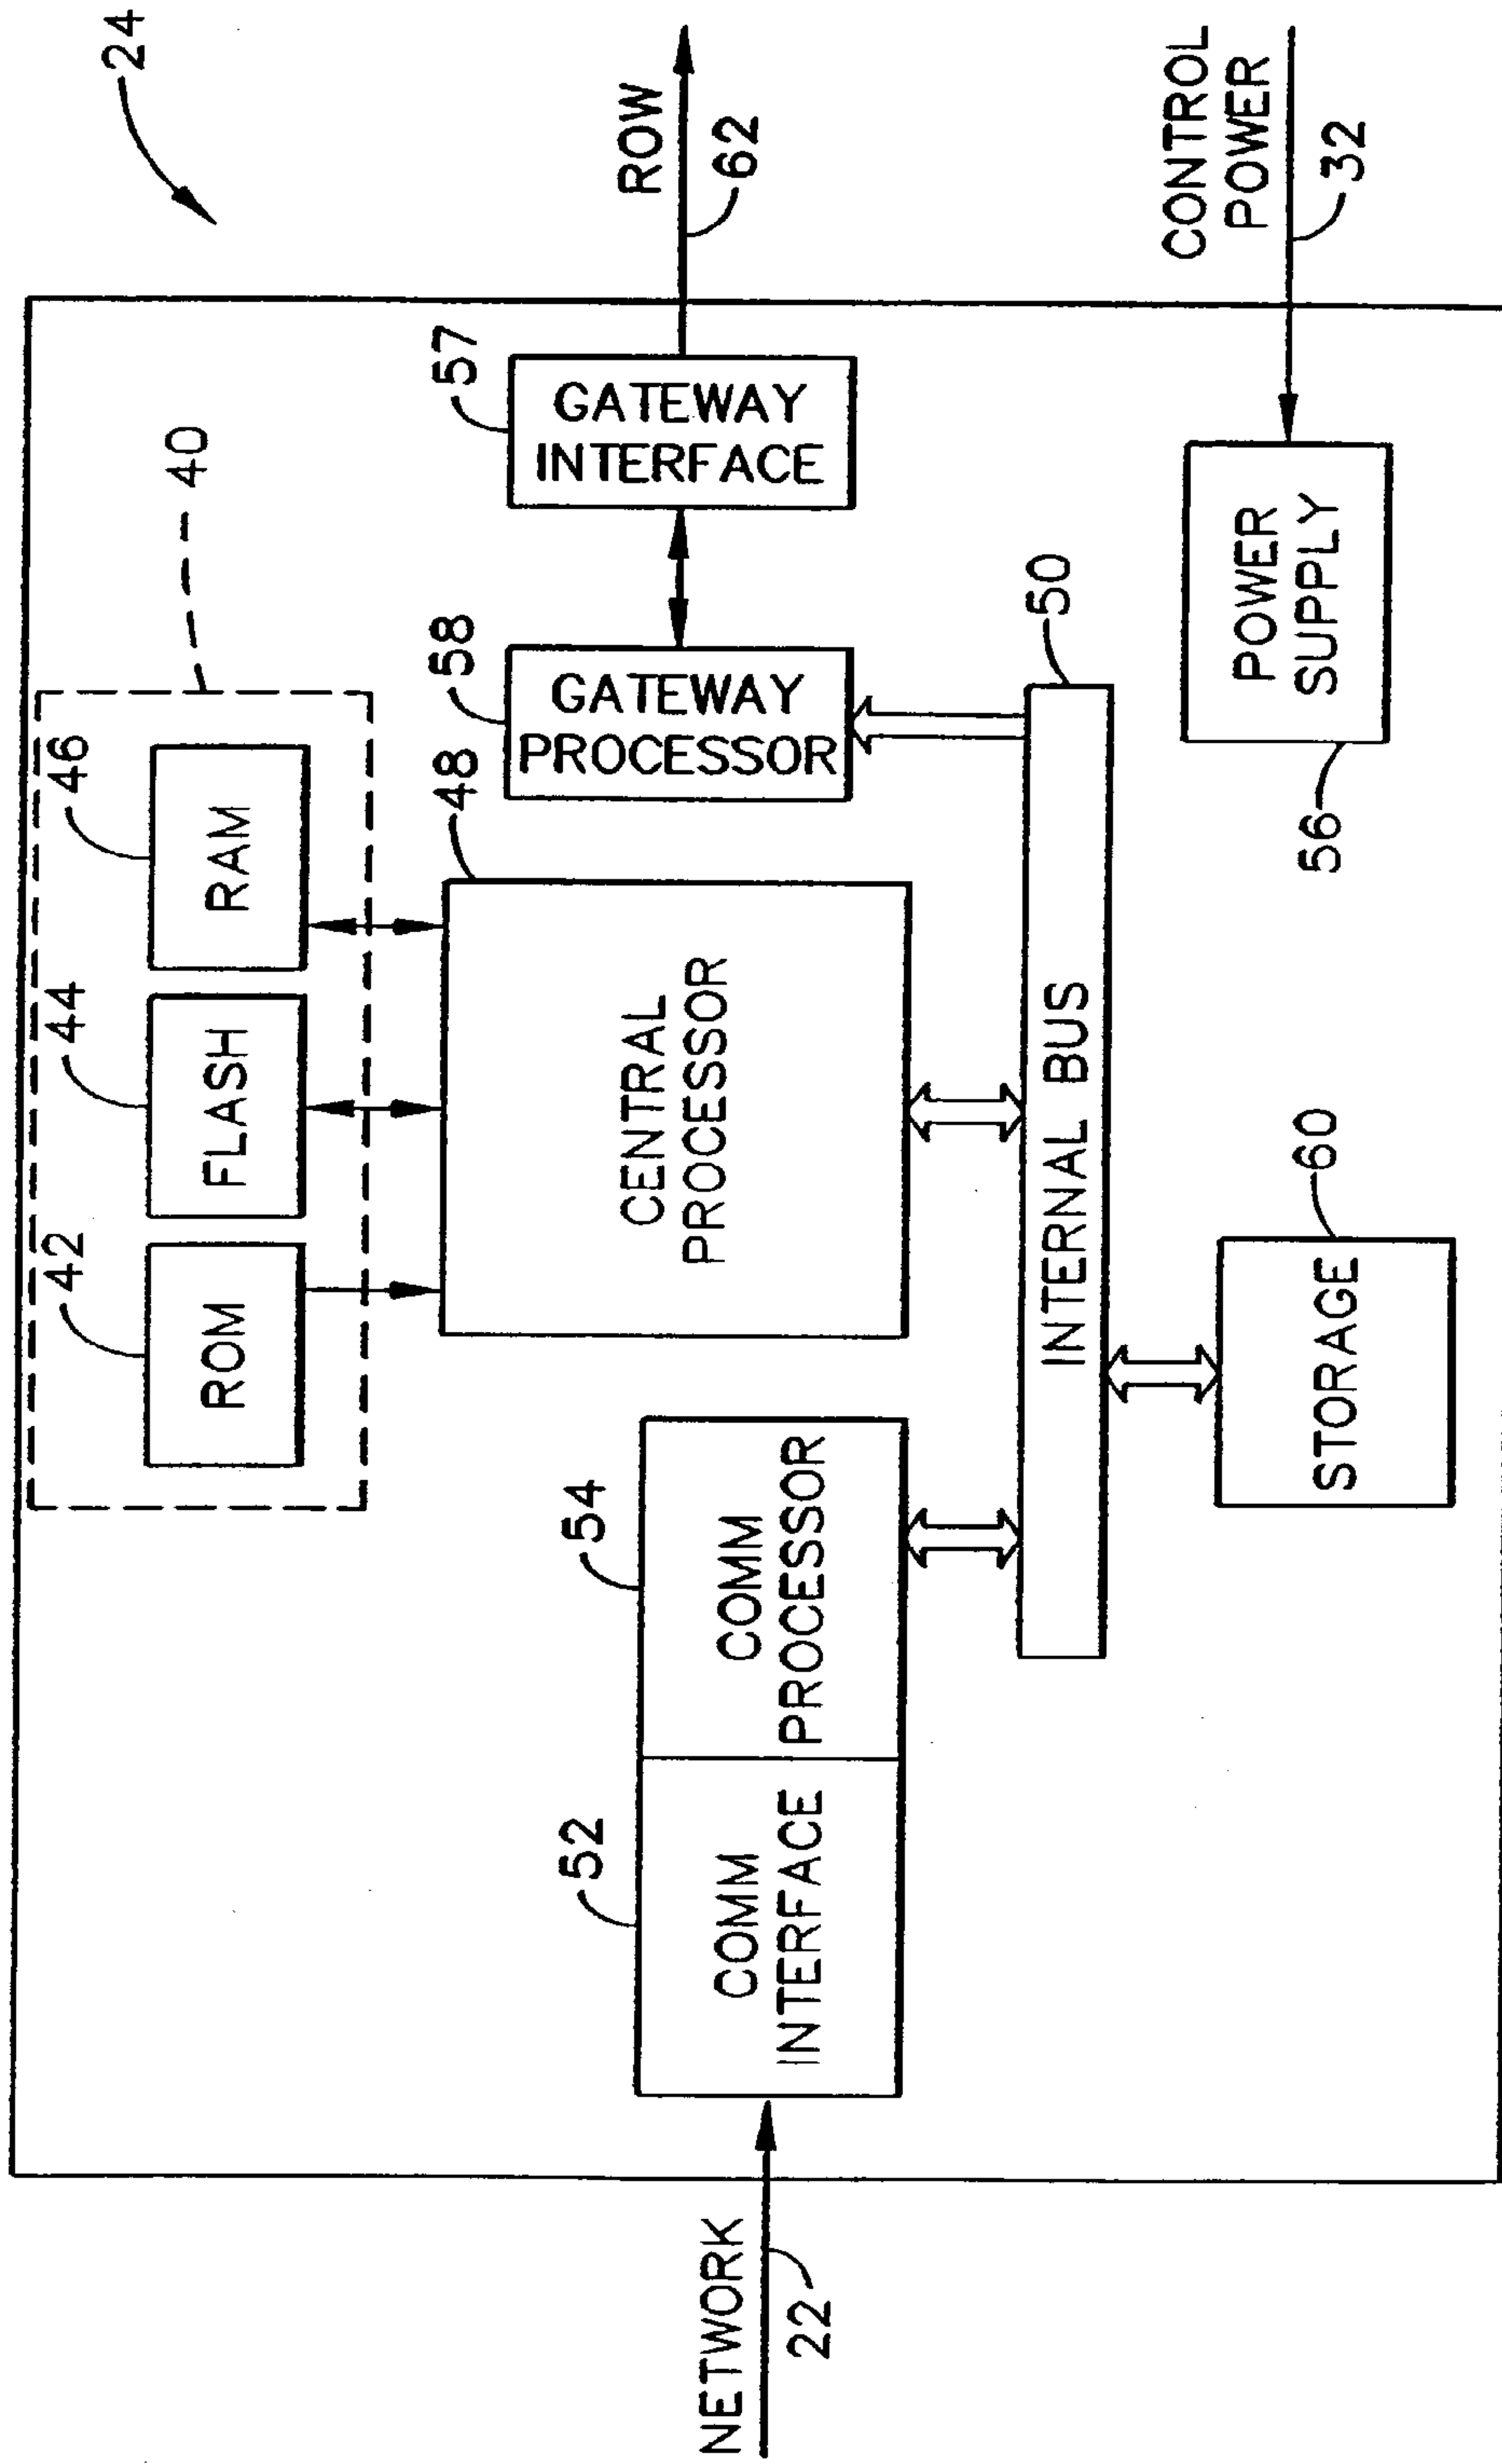 24
40
42
ROM
44
FLASH
46
RAM
48
CENTRAL
PROCESSOR
58
GATEWAY
PROCESSOR
57
GATEWAY
INTERFACE
ROW
62
NETWORK
22
52
COMM
INTERFACE
54
COMM
PROCESSOR
50
INTERNAL BUS
STORAGE
60
POWER
SUPPLY
56
CONTROL
POWER
32